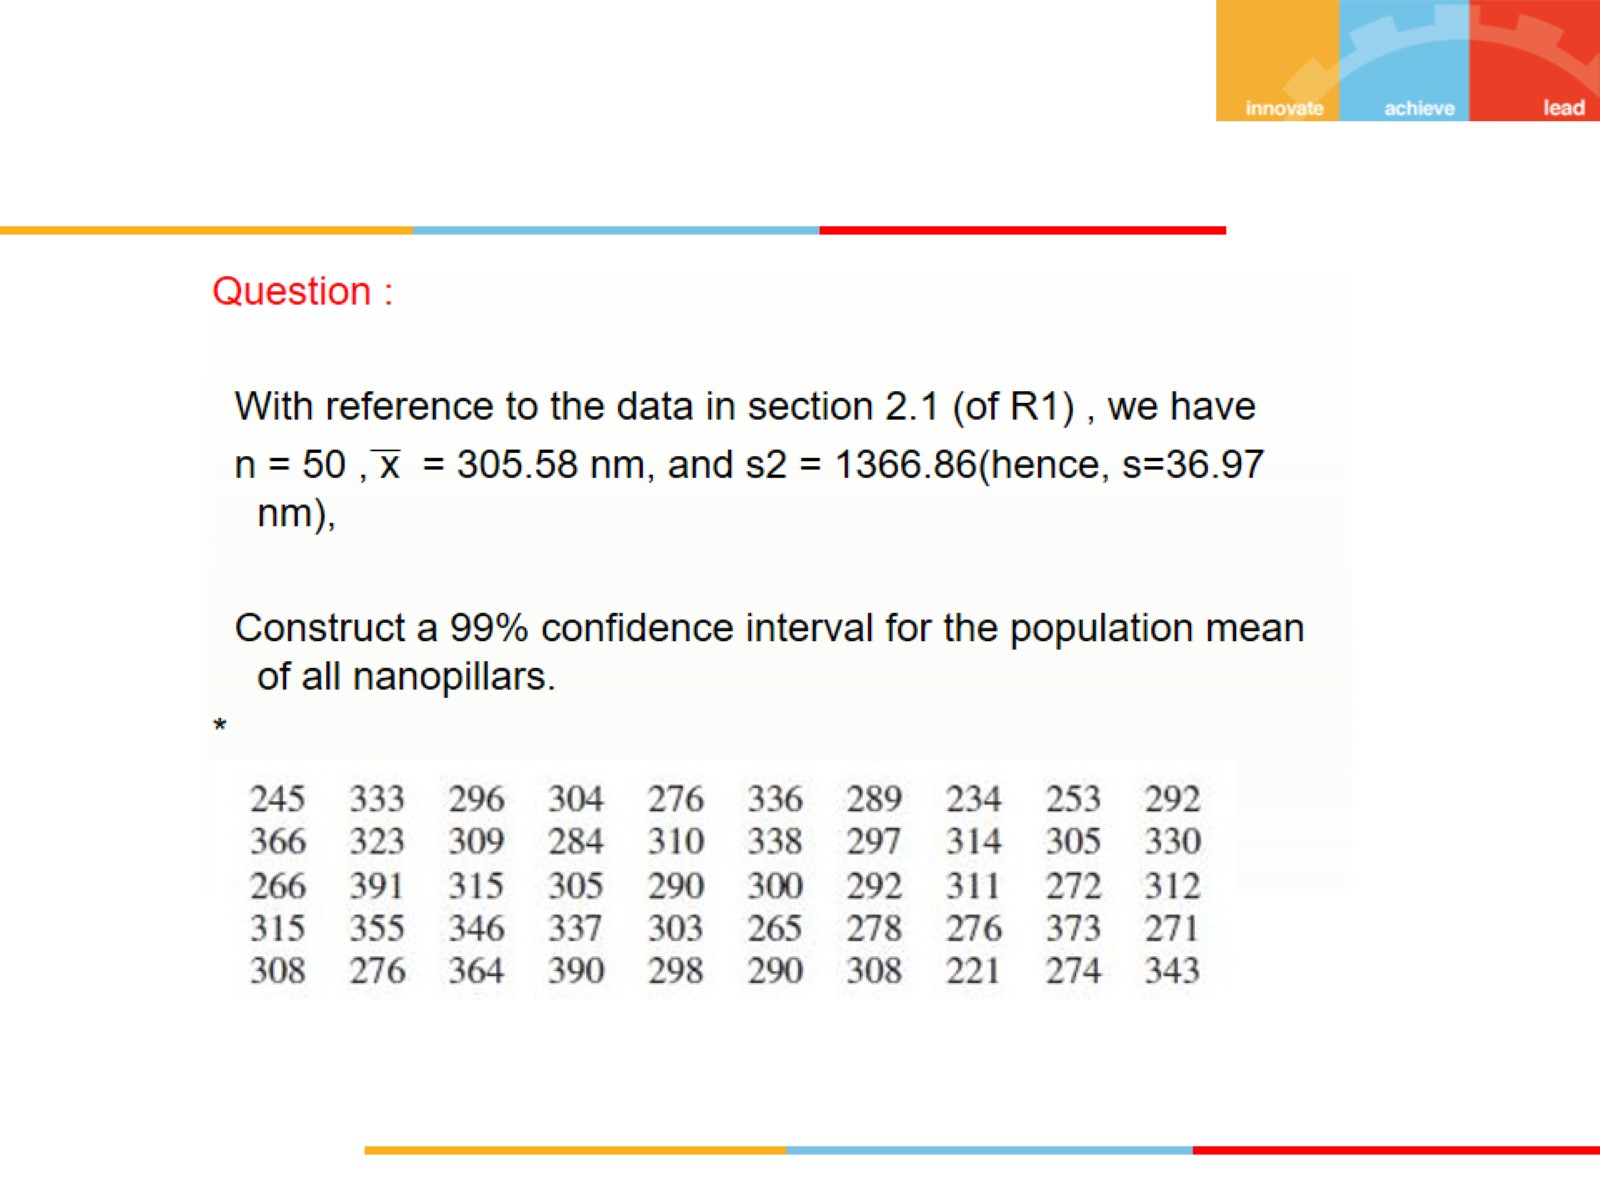 innovate achieve lead
Question :
With reference to the data in section 2.1 (of R1) , we have
n = 50 , x̅ = 305.58 nm, and s2 = 1366.86(hence, s=36.97
nm),
Construct a 99% confidence interval for the population mean
of all nanopillars.
*
245 333 296 304 276 336 289 234 253 292
366 323 309 284 310 338 297 314 305 330
266 391 315 305 290 300 292 311 272 312
315 355 346 337 303 265 278 276 373 271
308 276 364 390 298 290 308 221 274 343